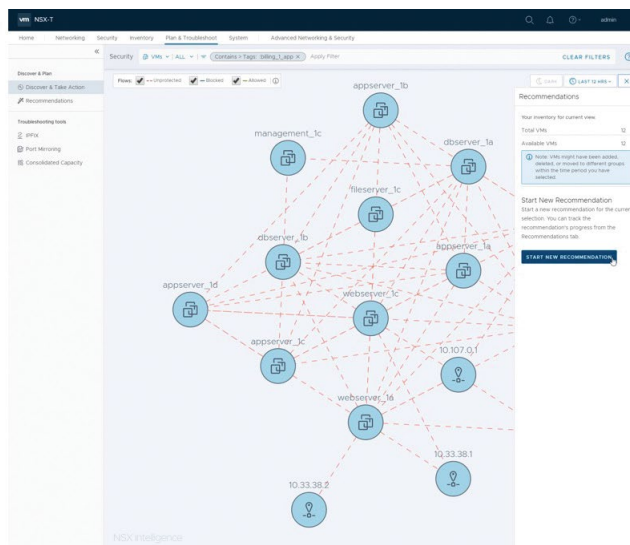 vm NSX-T
admin
Home Networking Security Inventory Plan & Troubleshoot System Advanced Networking & Security
Security VMs ALL Contains > Tags: billing_1_app × Apply Filter CLEAR FILTERS
Discover & Plan
Discover & Take Action
Recommendations
Troubleshooting tools
IPFIX
Port Mirroring
Consolidated Capacity
Flows: Unprotected Blocked Allowed
LAST 12 HRS
appserver_1b
management_1c
dbserver_1a
fileserver_1c
dbserver_1b
appserver_1a
appserver_1d
webserver_1c
appserver_1c
10.107.0.1
webserver_1a
10.33.38.1
10.33.38.2
NSX Intelligence
Recommendations
Your inventory for current view.
Total VMs 12
Available VMs 12
Note: VMs might have been added,
deleted, or moved to different groups
within the time period you have
selected.
Start New Recommendation
Start a new recommendation for the current
selection. You can track the
recommendation's progress from the
Recommendations tab.
START NEW RECOMMENDATION